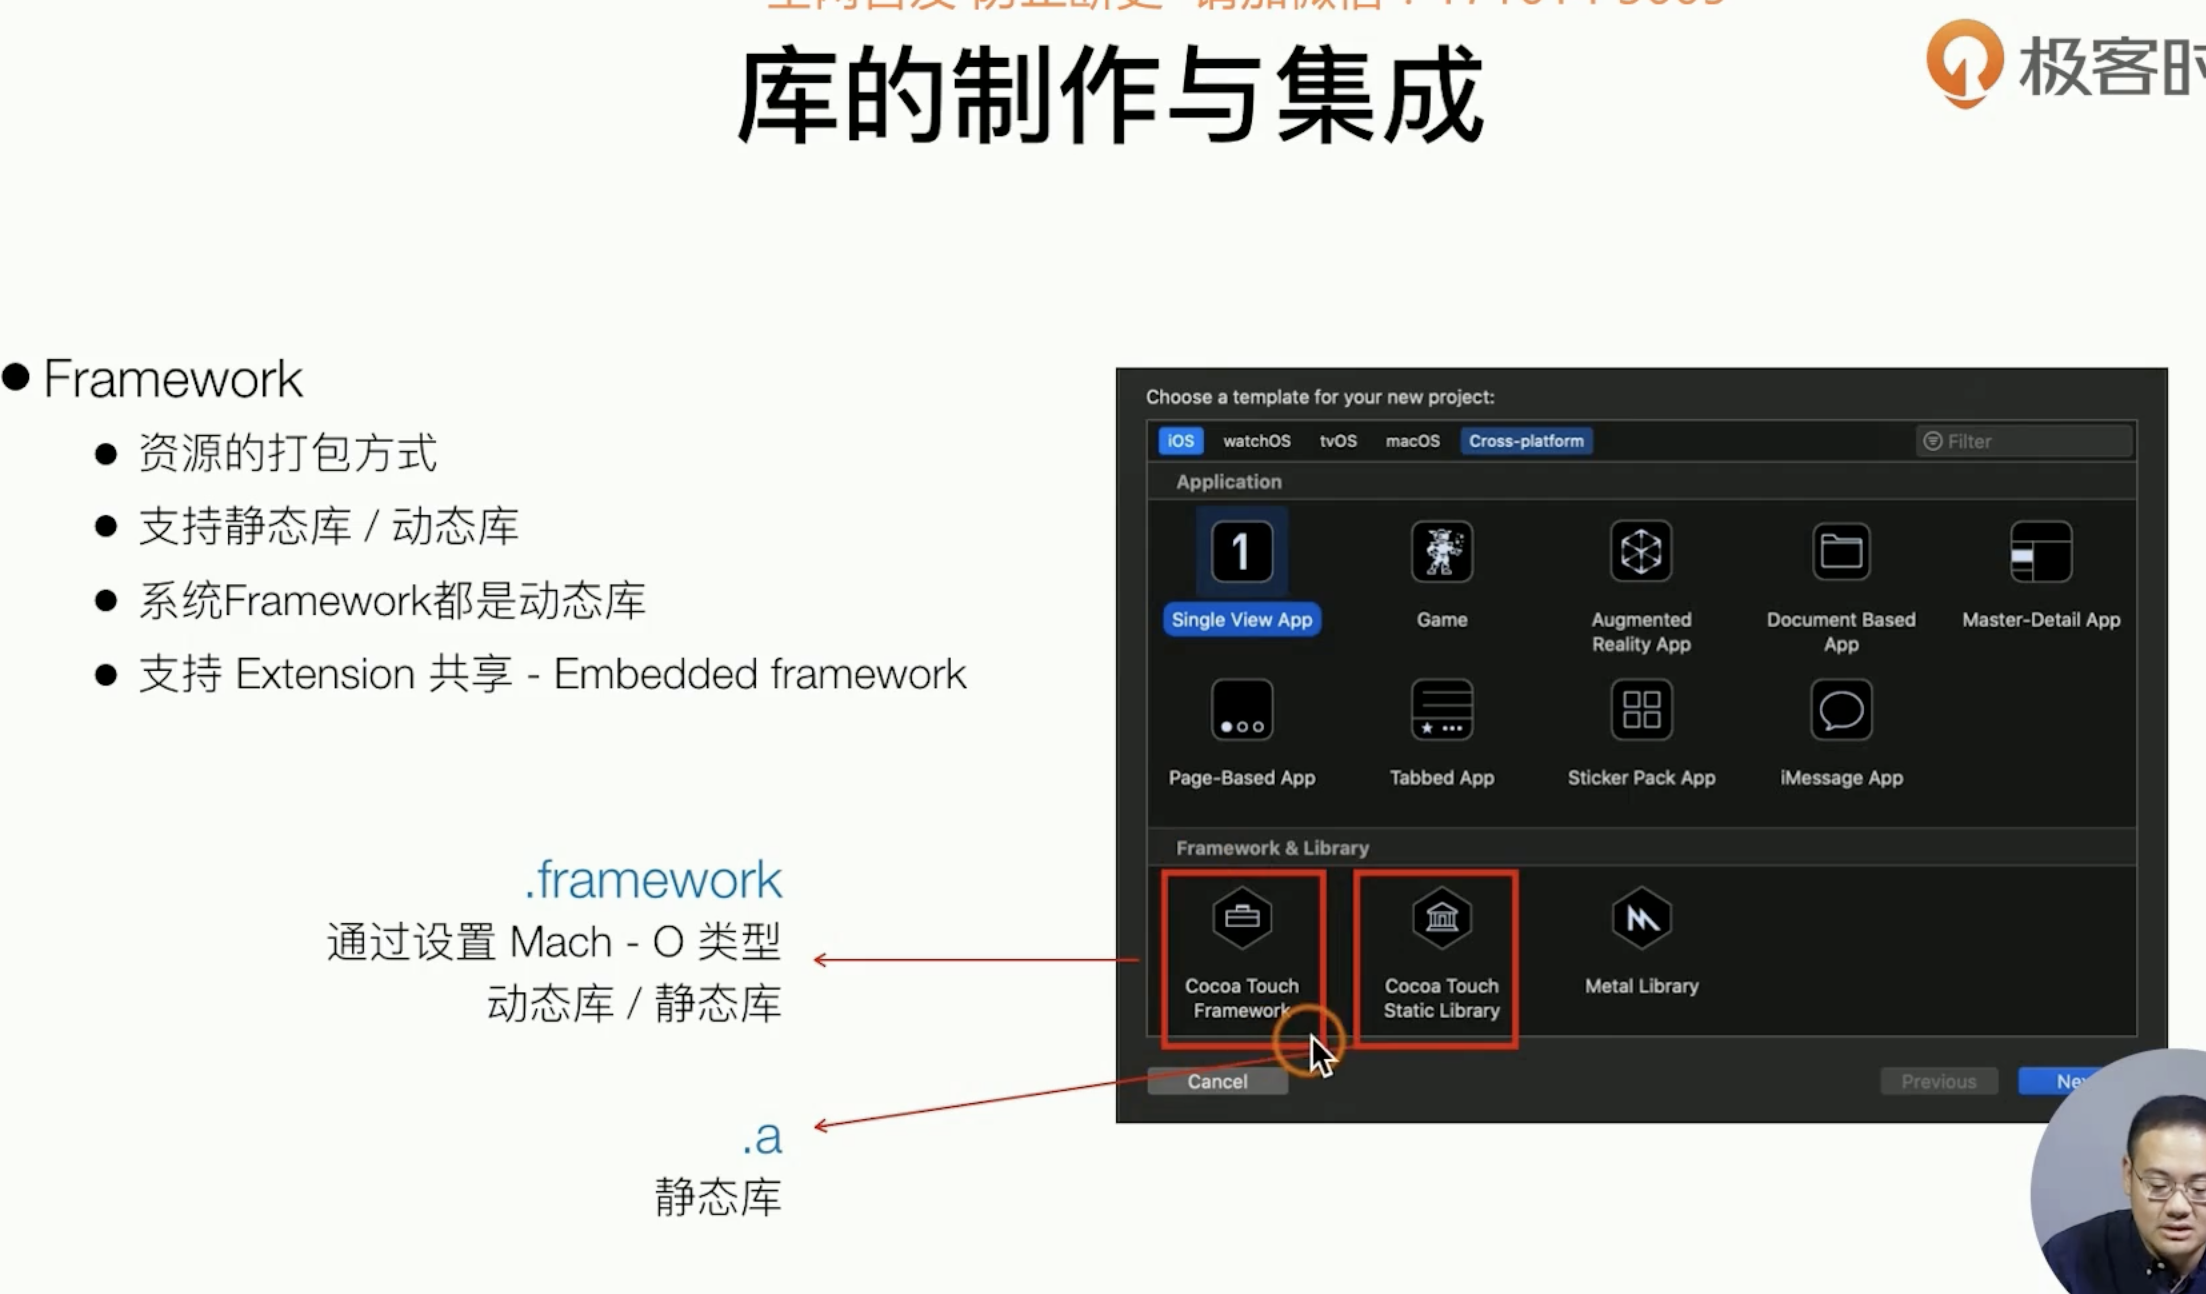 库的制作与集成
极客时
Framework
资源的打包方式
支持静态库 / 动态库
系统Framework都是动态库
支持 Extension 共享 - Embedded framework
.framework
通过设置 Mach - O 类型
动态库 / 静态库
.a
静态库
Choose a template for your new project:
iOS watchOS tvOS macOS Cross-platform Filter
Application
1
Single View App Game Augmented Reality App Document Based App Master-Detail App
Page-Based App Tabbed App Sticker Pack App iMessage App
Framework & Library
Cocoa Touch Framework Cocoa Touch Static Library Metal Library
Cancel Previous Nex